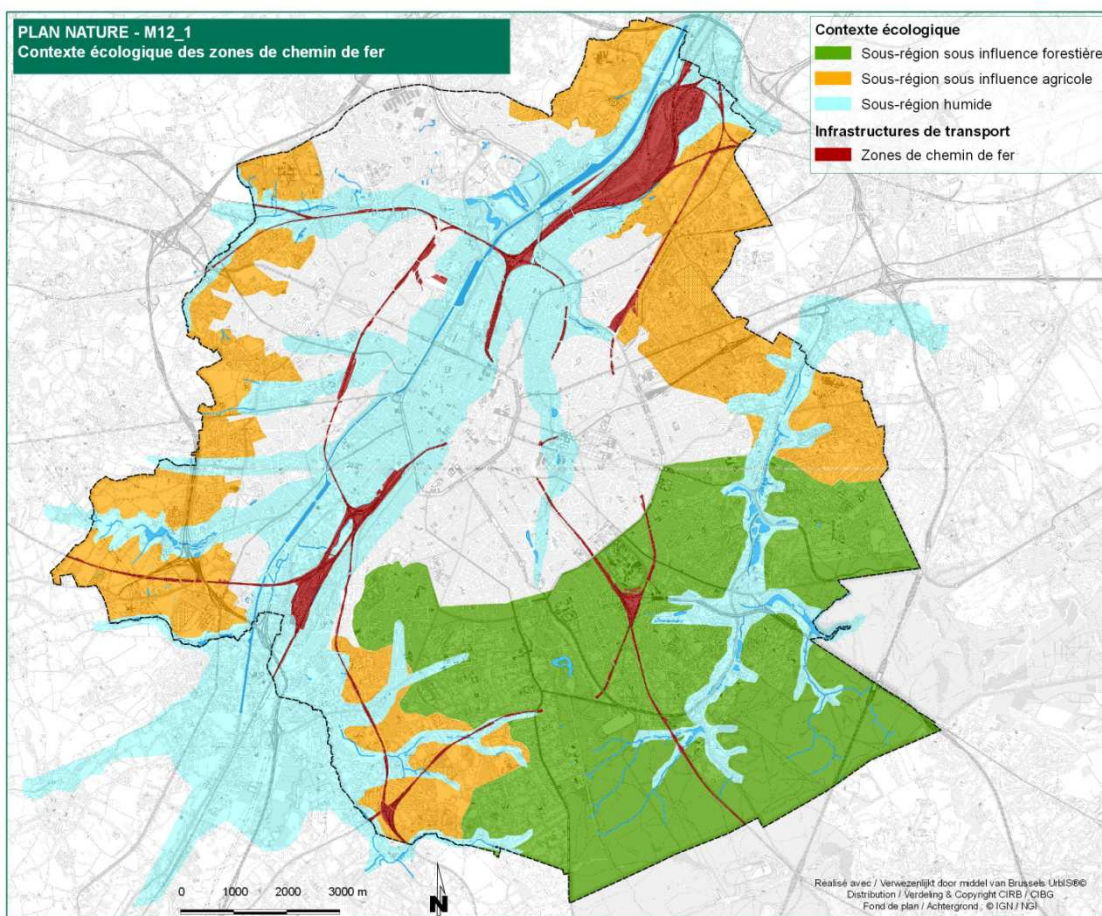 PLAN NATURE - M12_1
Contexte écologique des zones de chemin de fer
Contexte écologique
Sous-région sous influence forestière
Sous-région sous influence agricole
Sous-région humide
Infrastructures de transport
Zones de chemin de fer
0 1000 2000 3000 m
N
Réalisé avec / Verwezenlijkt door middel van Brussels UrbIS®©
Distribution / Verdeling & Copyright CIRB / CIBG
Fond de plan / Achtergrond : © IGN / NGI